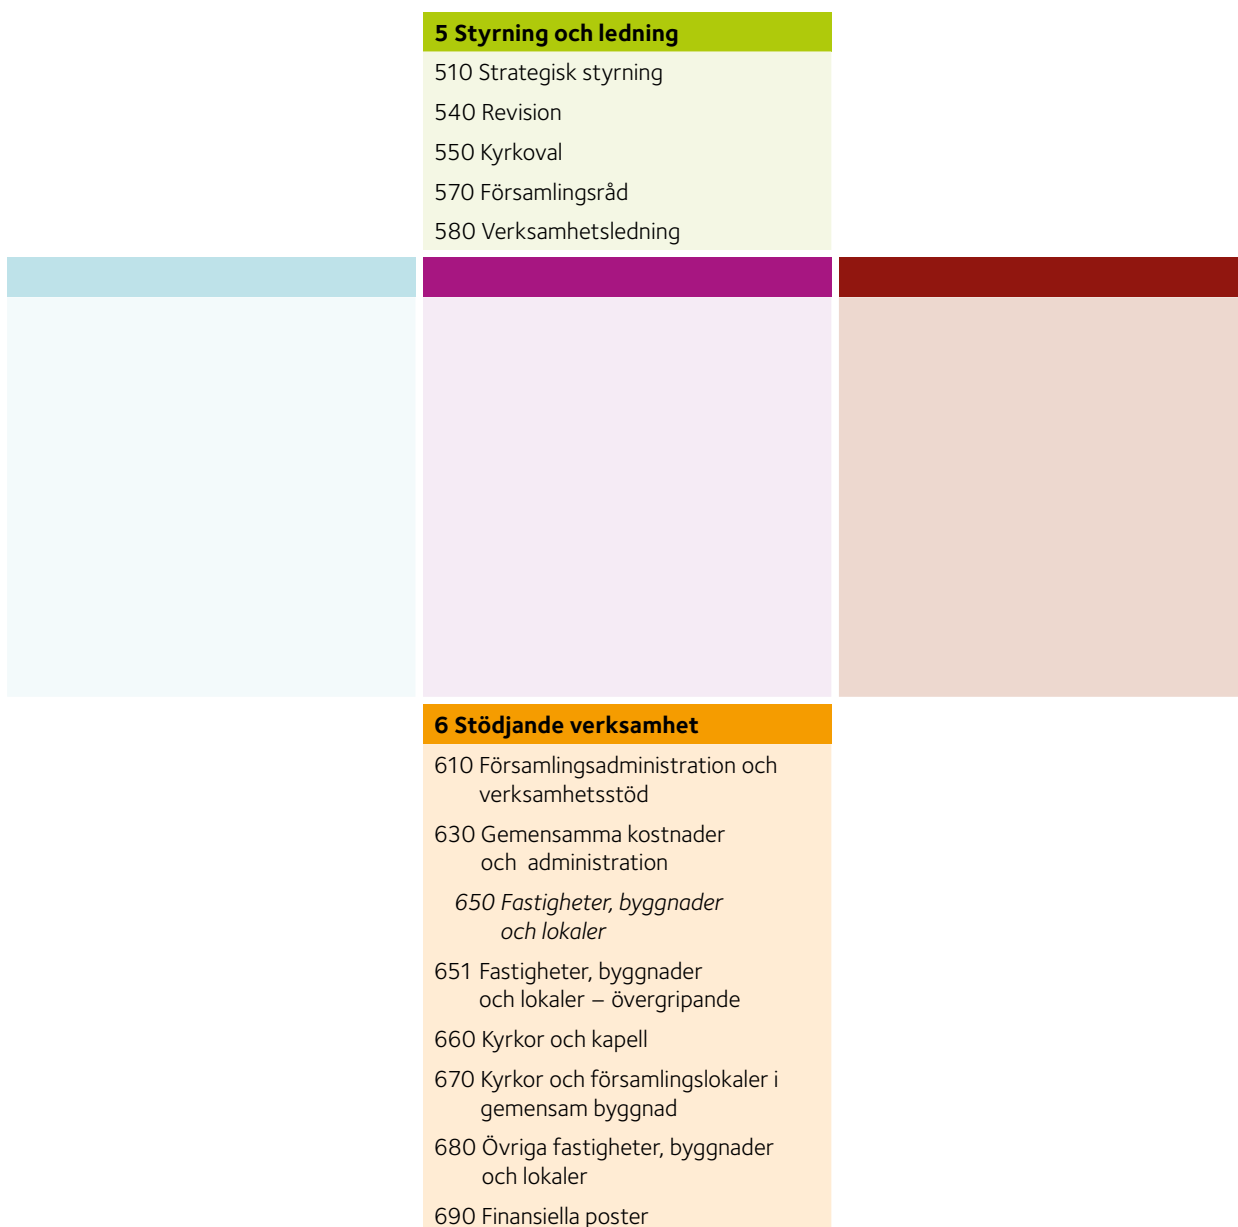 5 Styrning och ledning
510 Strategisk styrning
540 Revision
550 Kyrkoval
570 Församlingsråd
580 Verksamhetsledning
6 Stödjande verksamhet
610 Församlingsadministration och
verksamhetsstöd
630 Gemensamma kostnader
och administration
650 Fastigheter, byggnader
och lokaler
651 Fastigheter, byggnader
och lokaler – övergripande
660 Kyrkor och kapell
670 Kyrkor och församlingslokaler i
gemensam byggnad
680 Övriga fastigheter, byggnader
och lokaler
690 Finansiella poster